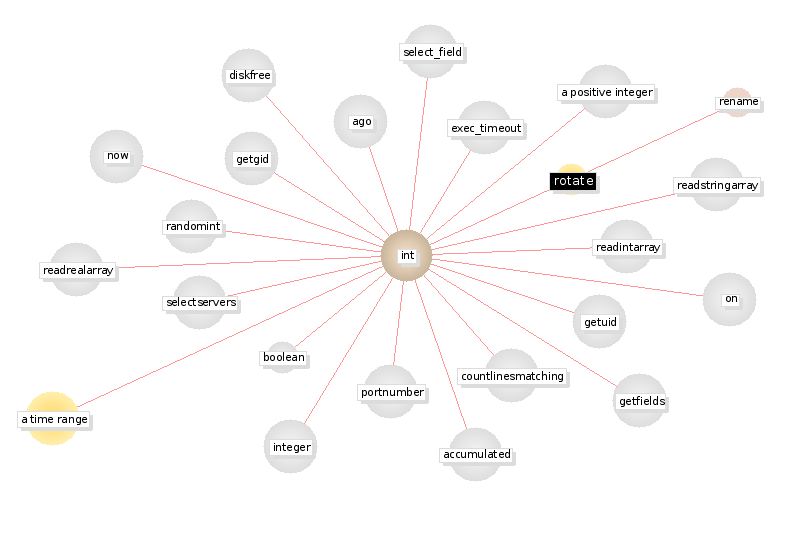 select_field
diskfree
a positive integer
rename
ago
exec_timeout
now
getgid
rotate
readstringarray
randomint
readintarray
int
readrealarray
selectservers
on
getuid
boolean
countlinesmatching
portnumber
getfields
a time range
integer
accumulated